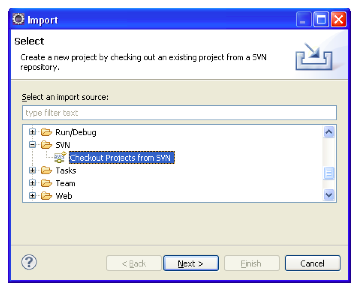 Import
Select
Create a new project by checking out an existing project from a SVN
repository.
Select an import source:
type filter text
Run/Debug
SVN
Checkout Projects from SVN
Tasks
Team
Web
?
< Back
Next >
Finish
Cancel